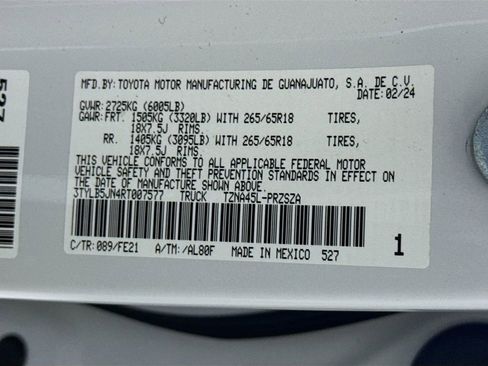 MFD.BY: TOYOTA MOTOR MANUFACTURING DE GUANAJUATO, S.A. DE C.V.
DATE: 02/24
GVWR: 2725KG (6005LB)
GAWR: FRT. 1505KG (3320LB) WITH 265/65R18 TIRES,
18X7.5J RIMS.
RR. 1405KG (3095LB) WITH 265/65R18 TIRES,
18X7.5J RIMS.
THIS VEHICLE CONFORMS TO ALL APPLICABLE FEDERAL MOTOR
VEHICLE SAFETY AND THEFT PREVENTION STANDARDS IN EFFECT ON
THE DATE OF MANUFACTURE SHOWN ABOVE.
3TYLB5JN4RT007577 TRUCK TZNA45L-PRZSZA
1
C/TR: 089/FE21 A/TM: /AL80F MADE IN MEXICO 527
527